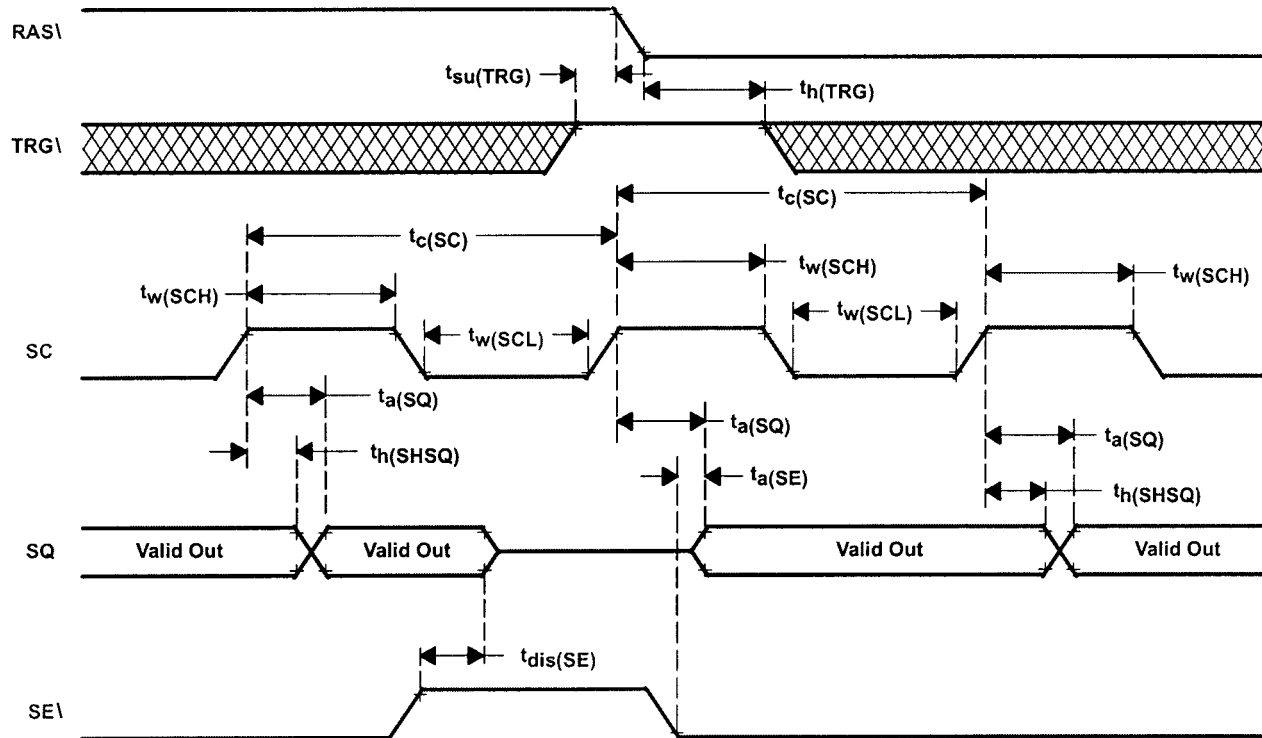 RAS\
tsu(TRG)
th(TRG)
TRG\
tc(SC)
tc(SC)
tw(SCH)
tw(SCH)
tw(SCH)
tw(SCL)
tw(SCL)
SC
ta(SQ)
ta(SQ)
ta(SQ)
th(SHSQ)
ta(SE)
th(SHSQ)
SQ
Valid Out
Valid Out
Valid Out
Valid Out
tdis(SE)
SE\